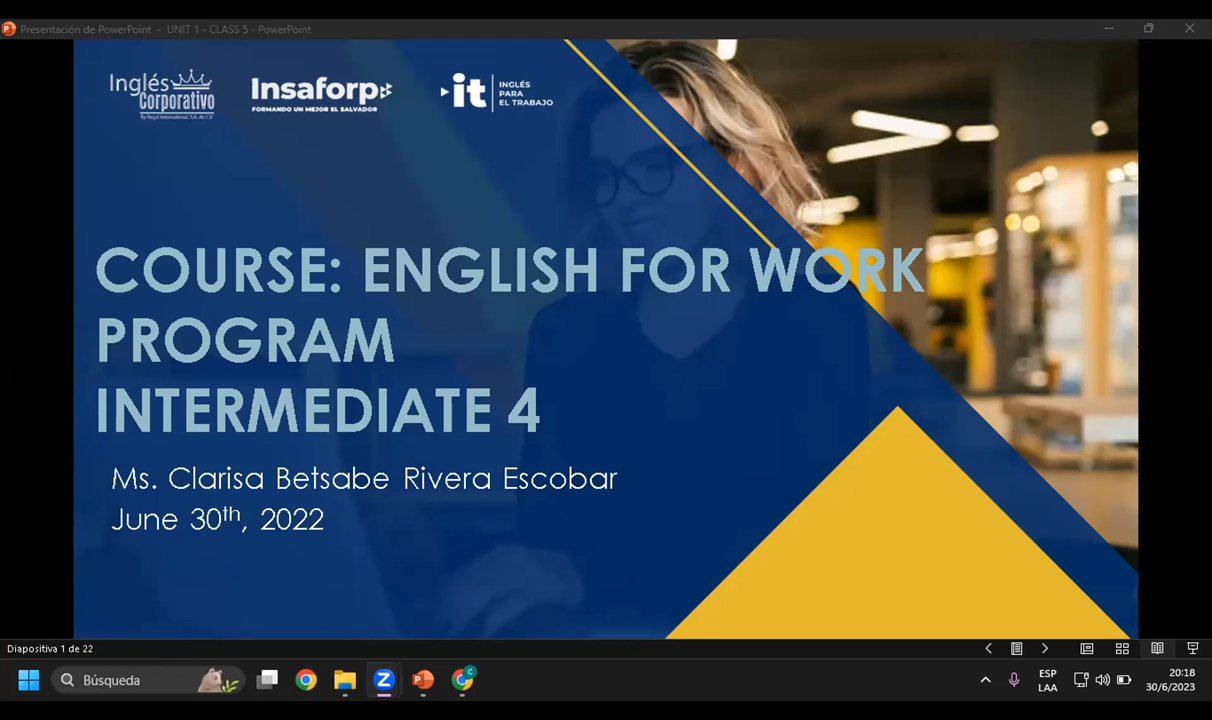 Presentación de PowerPoint - UNIT 1 - CLASS 5 - PowerPoint
Inglés
Corporativo
Insaforp
FORMANDO UN MEJOR EL SALVADOR
it
INGLÉS
PARA
EL TRABAJO
COURSE: ENGLISH FOR WORK
PROGRAM
INTERMEDIATE 4
Ms. Clarisa Betsabe Rivera Escobar
June 30th, 2022
Diapositiva 1 de 22
Búsqueda
ESP
LAA
20:18
30/6/2023